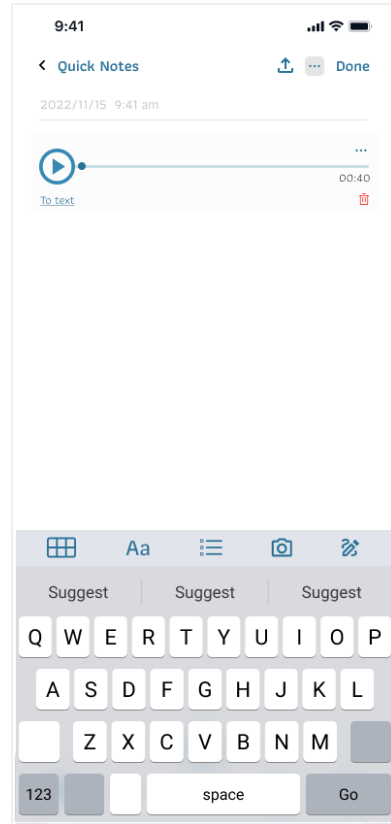 9:41
Quick Notes Done
2022/11/15 9:41 am
00:40
To text
Aa
Suggest Suggest Suggest
Q W E R T Y U I O P
A S D F G H J K L
Z X C V B N M
123 space Go